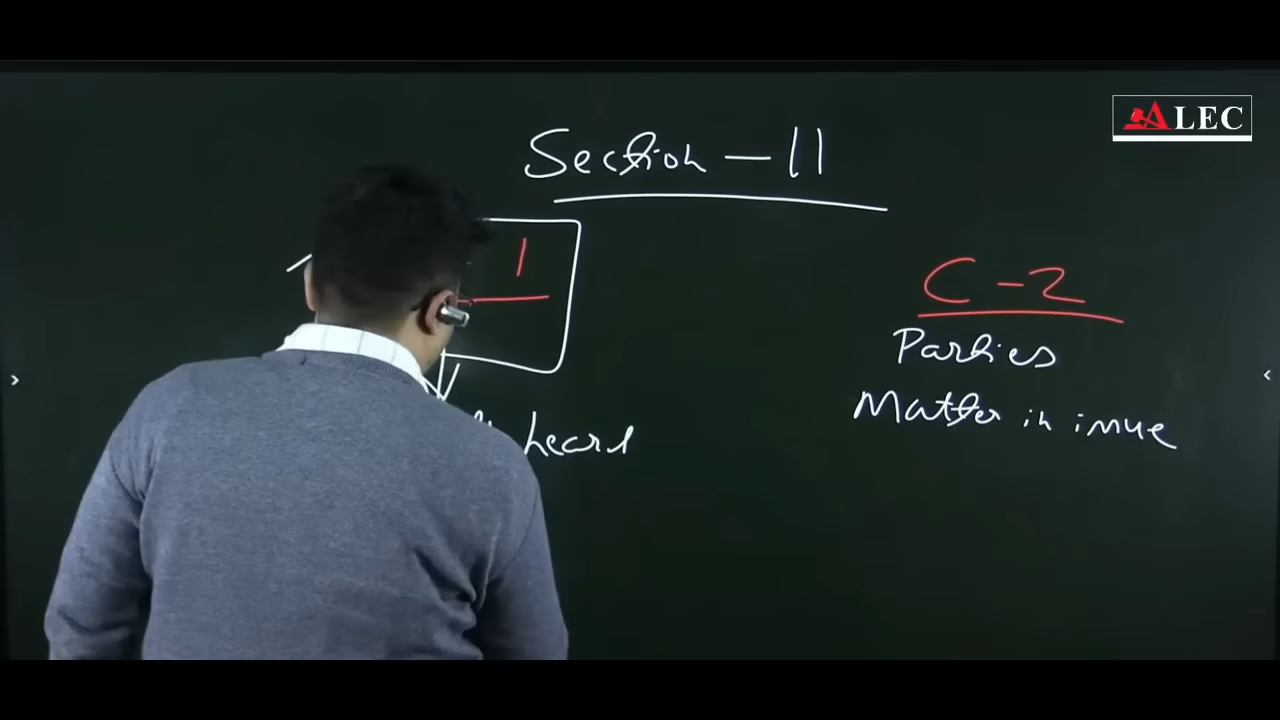 ALEC
Section - 11
1
C-2
Parties
Matter in issue
heard